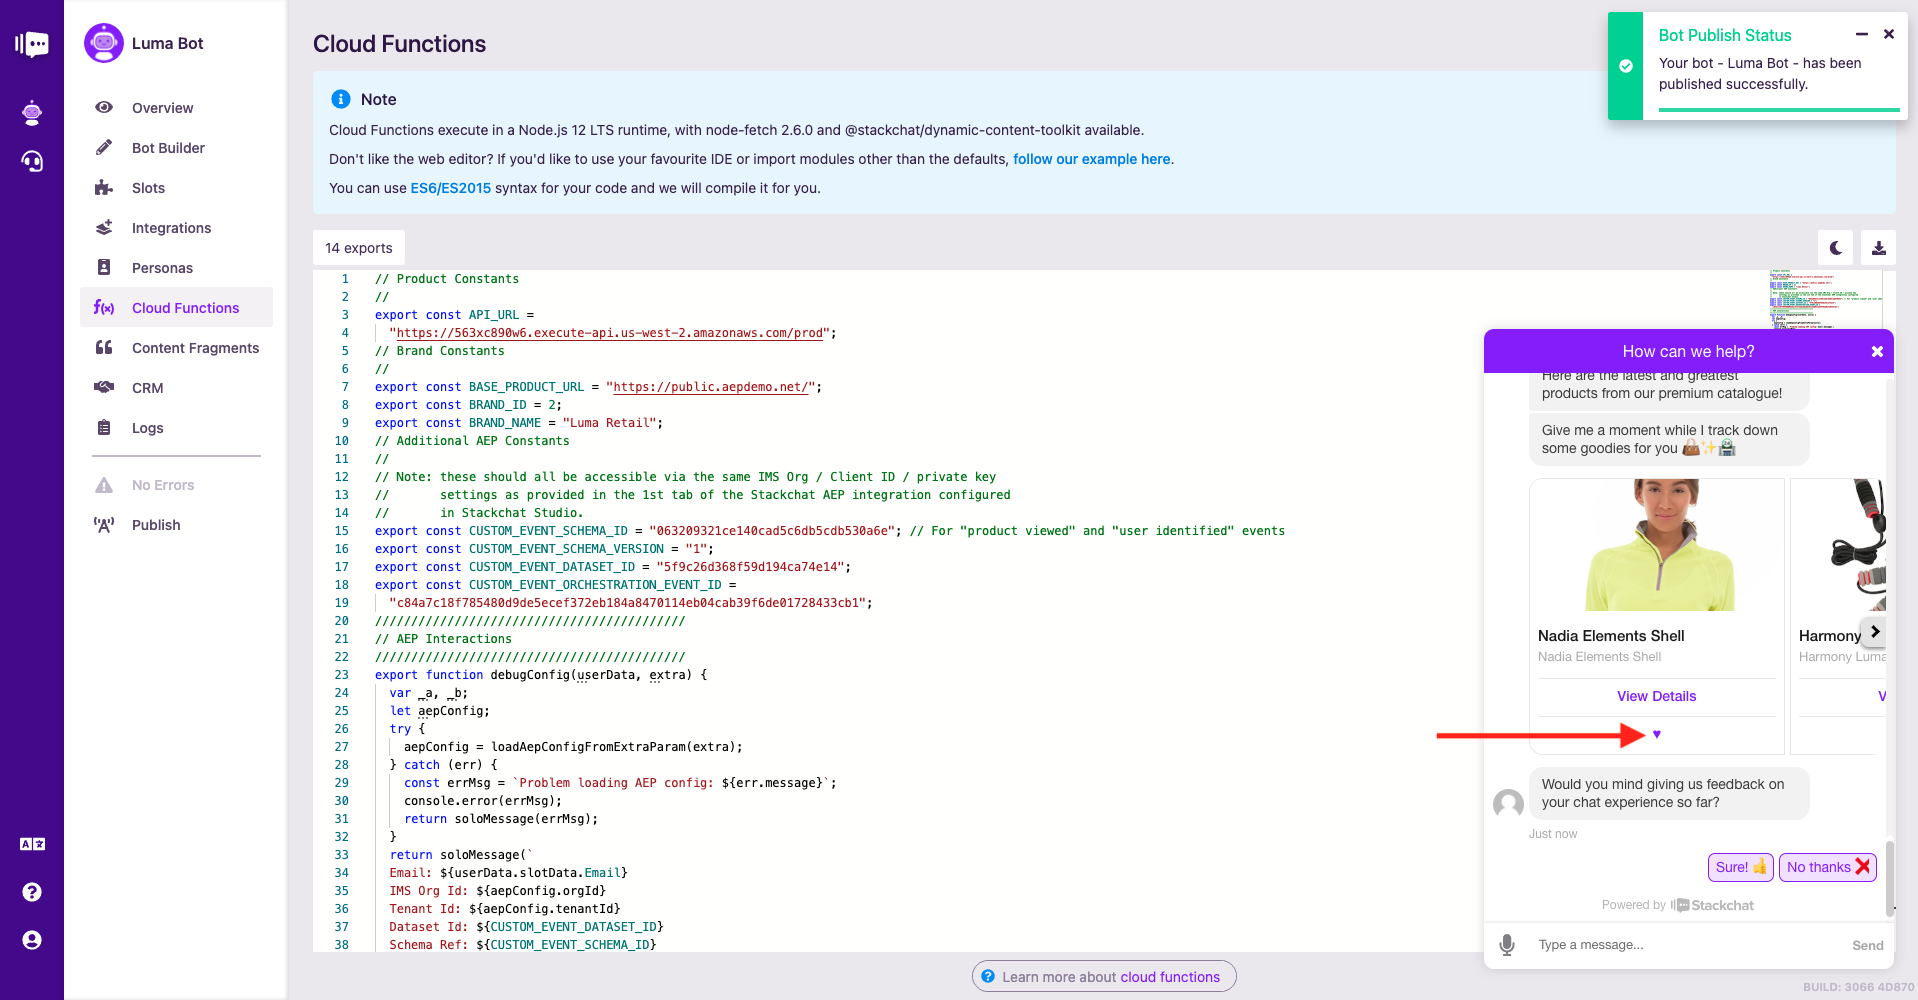 Luma Bot
Overview
Bot Builder
Slots
Integrations
Personas
Cloud Functions
Content Fragments
CRM
Logs
No Errors
Publish
Cloud Functions
Note
Cloud Functions execute in a Node.js 12 LTS runtime, with node-fetch 2.6.0 and @stackchat/dynamic-content-toolkit available.
Don't like the web editor? If you'd like to use your favourite IDE or import modules other than the defaults, follow our example here.
You can use ES6/ES2015 syntax for your code and we will compile it for you.
Bot Publish Status
Your bot - Luma Bot - has been
published successfully.
14 exports
1 // Product Constants
2 //
3 export const API_URL =
4 "https://563xc890w6.execute-api.us-west-2.amazonaws.com/prod";
5 // Brand Constants
6 //
7 export const BASE_PRODUCT_URL = "https://public.aepdemo.net/";
8 export const BRAND_ID = 2;
9 export const BRAND_NAME = "Luma Retail";
10 // Additional AEP Constants
11 //
12 // Note: these should all be accessible via the same IMS Org / Client ID / private key
13 // settings as provided in the 1st tab of the Stackchat AEP integration configured
14 // in Stackchat Studio.
15 export const CUSTOM_EVENT_SCHEMA_ID = "063209321ce140cad5c6db5cdb530a6e"; // For "product viewed" and "user identified" events
16 export const CUSTOM_EVENT_SCHEMA_VERSION = "1";
17 export const CUSTOM_EVENT_DATASET_ID = "5f9c26d368f59d194ca74e14";
18 export const CUSTOM_EVENT_ORCHESTRATION_EVENT_ID =
19 "c84a7c18f785480d9de5ecef372eb184a8470114eb04cab39f6de01728433cb1";
20 ///////////////////////////////////////////
21 // AEP Interactions
22 ///////////////////////////////////////////
23 export function debugConfig(userData, extra) {
24 var _a, _b;
25 let aepConfig;
26 try {
27 aepConfig = loadAepConfigFromExtraParam(extra);
28 } catch (err) {
29 const errMsg = `Problem loading AEP config: ${err.message}`;
30 console.error(errMsg);
31 return soloMessage(errMsg);
32 }
33 return soloMessage(`
34 Email: ${userData.slotData.Email}
35 IMS Org Id: ${aepConfig.orgId}
36 Tenant Id: ${aepConfig.tenantId}
37 Dataset Id: ${CUSTOM_EVENT_DATASET_ID}
38 Schema Ref: ${CUSTOM_EVENT_SCHEMA_ID}
How can we help?
Here are the latest and greatest
products from our premium catalogue!
Give me a moment while I track down
some goodies for you 👜✨🏪
Nadia Elements Shell
Nadia Elements Shell
View Details
♥
Harmony
Harmony Luma
V
Would you mind giving us feedback on
your chat experience so far?
Just now
Sure! 👍
No thanks ❌
Powered by Stackchat
Type a message...
Send
Learn more about cloud functions
BUILD: 3066 4D870